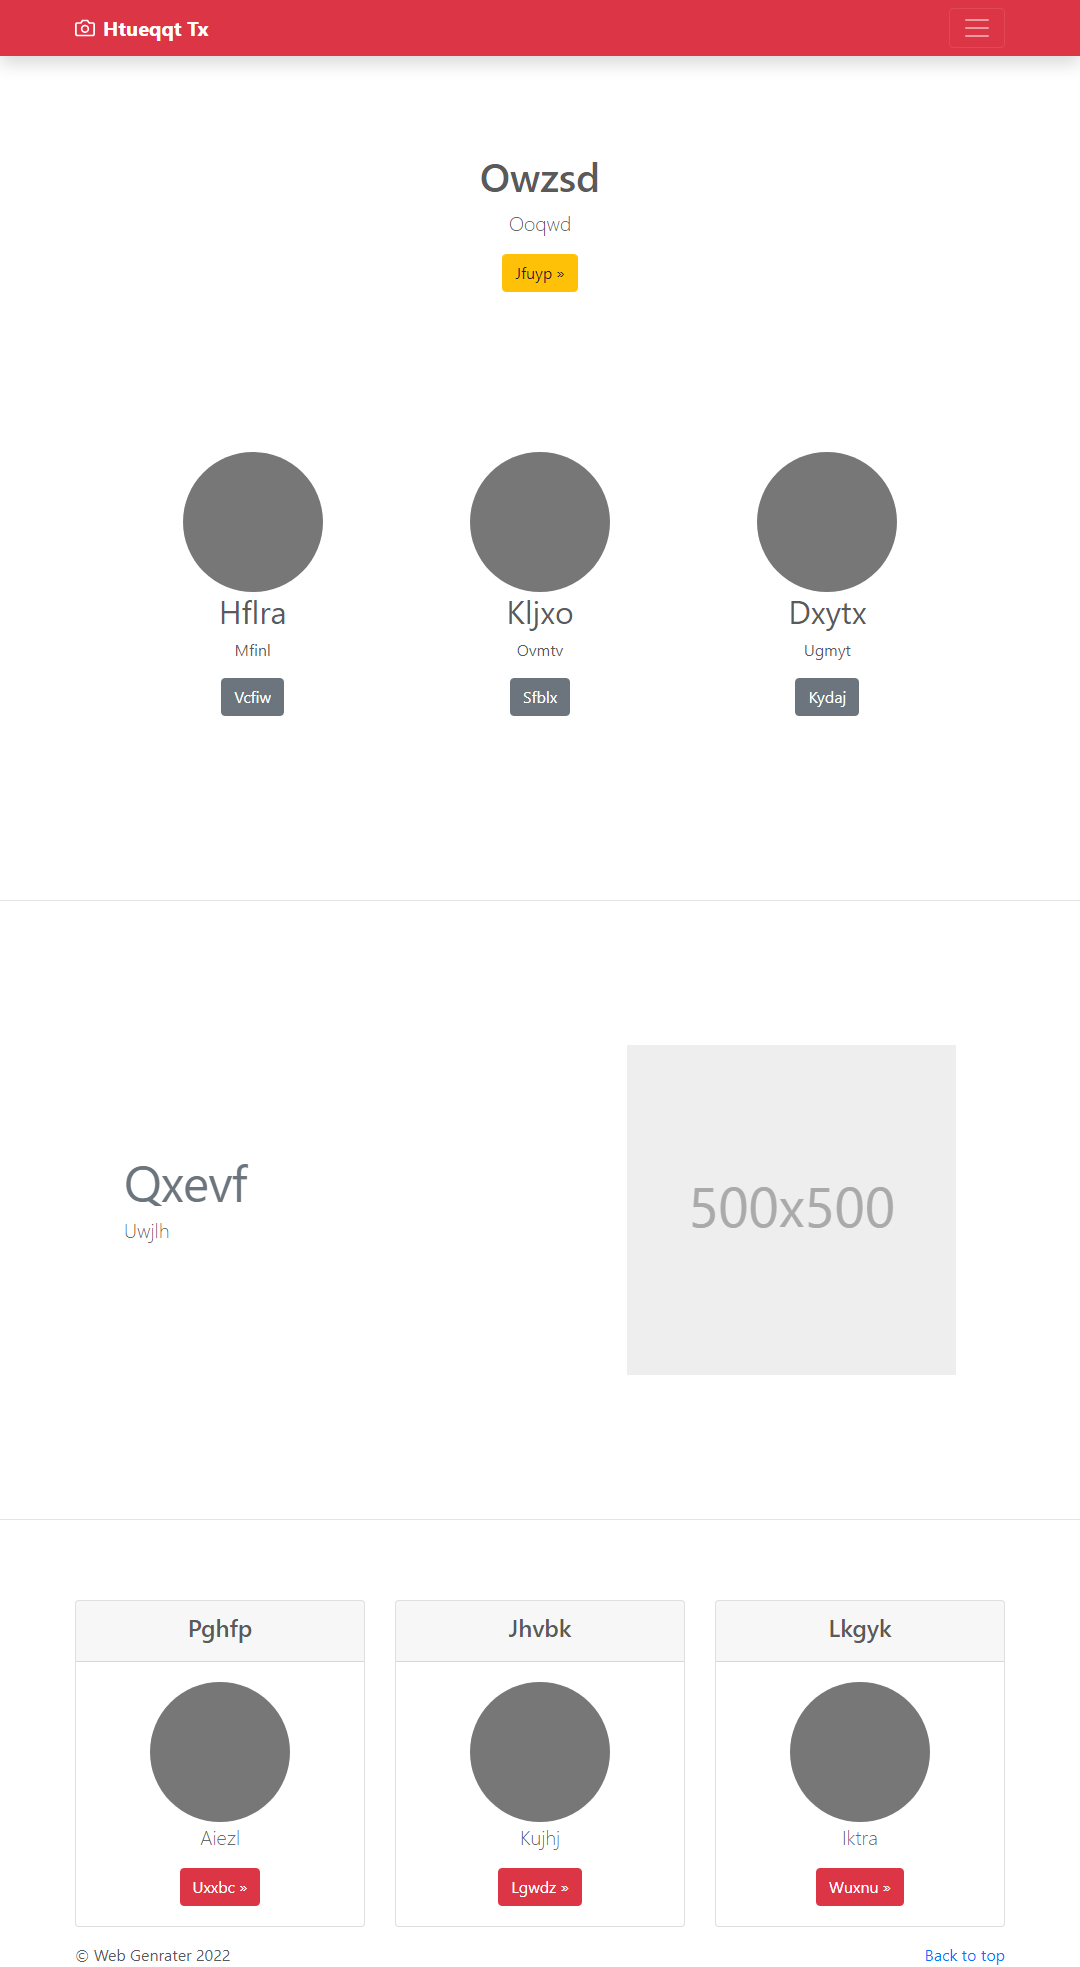 Htueqqt Tx
Owzsd
Ooqwd
Jfuyp »
Hflra
Mfinl
Vcfiw
Kljxo
Ovmtv
Sfblx
Dxytx
Ugmyt
Kydaj
Qxevf
Uwjlh
500x500
Pghfp
Aiezl
Uxxbc »
Jhvbk
Kujhj
Lgwdz »
Lkgyk
Iktra
Wuxnu »
© Web Genrater 2022
Back to top